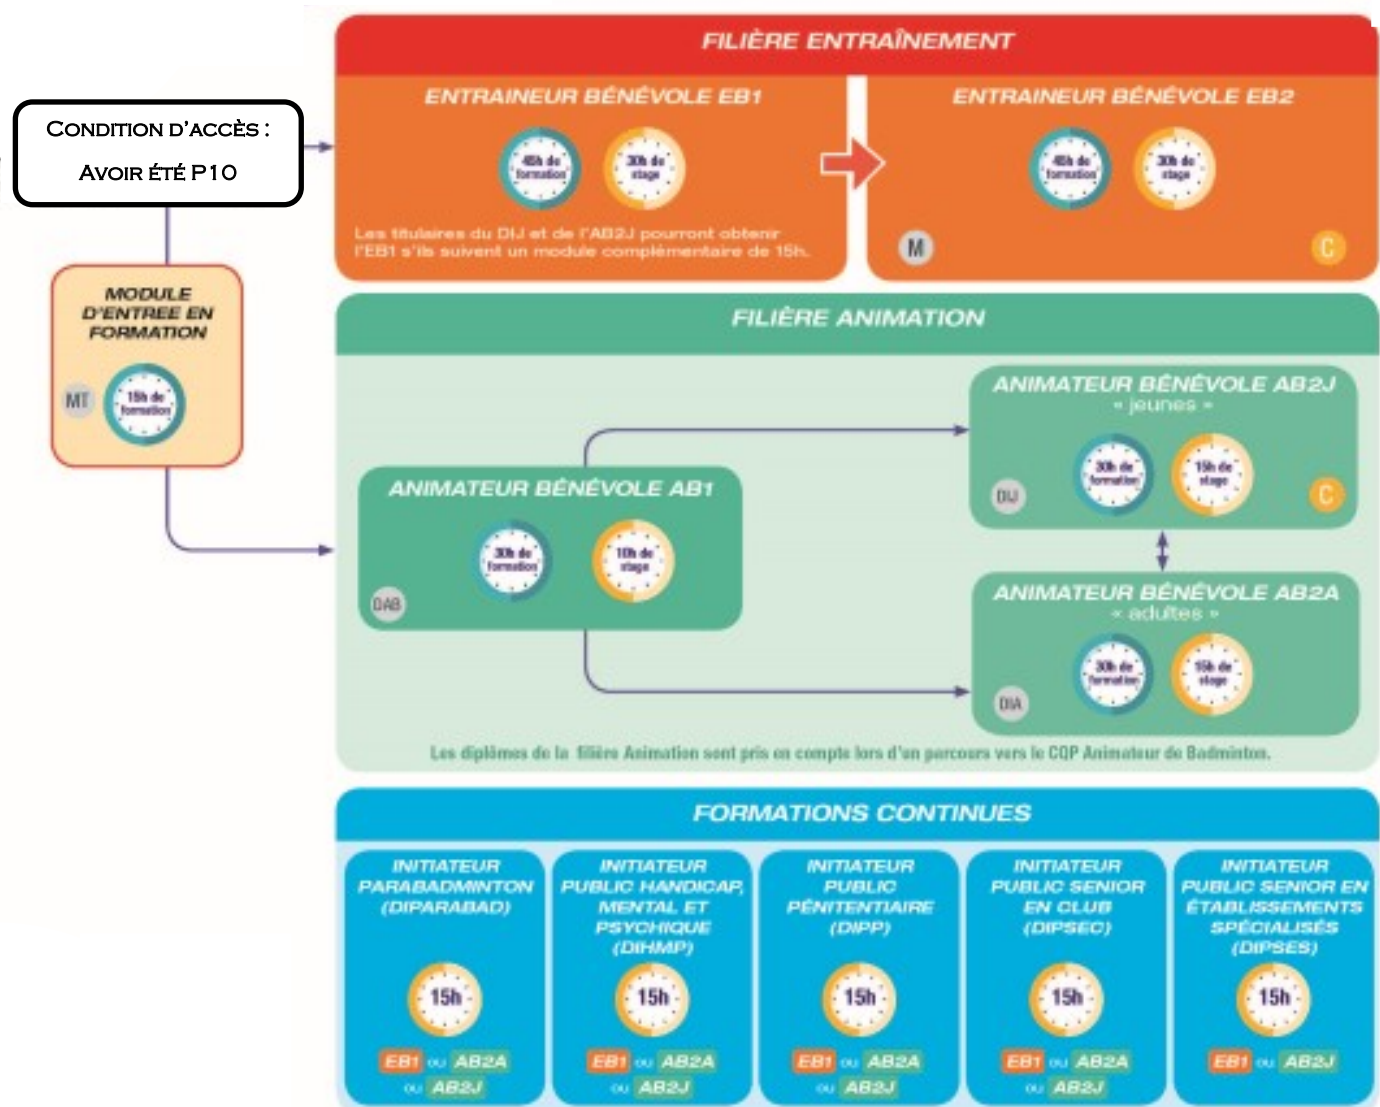 FILIÈRE ENTRAÎNEMENT
CONDITION D'ACCÈS :
AVOIR ÉTÉ P10
ENTRAINEUR BÉNÉVOLE EB1
45h de
formation
30h de
stage
Les titulaires du DIJ et de l'AB2J pourront obtenir
l'EB1 s'ils suivent un module complémentaire de 15h.
ENTRAINEUR BÉNÉVOLE EB2
45h de
formation
30h de
stage
M
C
MODULE
D'ENTREE EN
FORMATION
MT
15h de
formation
FILIÈRE ANIMATION
ANIMATEUR BÉNÉVOLE AB1
30h de
formation
10h de
stage
DAB
ANIMATEUR BÉNÉVOLE AB2J
« jeunes »
30h de
formation
15h de
stage
DIJ
C
ANIMATEUR BÉNÉVOLE AB2A
« adultes »
30h de
formation
15h de
stage
DIA
Les diplômes de la filière Animation sont pris en compte lors d'un parcours vers le CQP Animateur de Badminton.
FORMATIONS CONTINUES
INITIATEUR
PARABADMINTON
(DIPARABAD)
15h
EB1 ou AB2A
ou AB2J
INITIATEUR
PUBLIC HANDICAP,
MENTAL ET
PSYCHIQUE
(DIHMP)
15h
EB1 ou AB2A
ou AB2J
INITIATEUR
PUBLIC
PÉNITENTIAIRE
(DIPP)
15h
EB1 ou AB2A
ou AB2J
INITIATEUR
PUBLIC SENIOR
EN CLUB
(DIPSEC)
15h
EB1 ou AB2A
ou AB2J
INITIATEUR
PUBLIC SENIOR EN
ÉTABLISSEMENTS
SPÉCIALISÉS
(DIPSES)
15h
EB1 ou AB2J